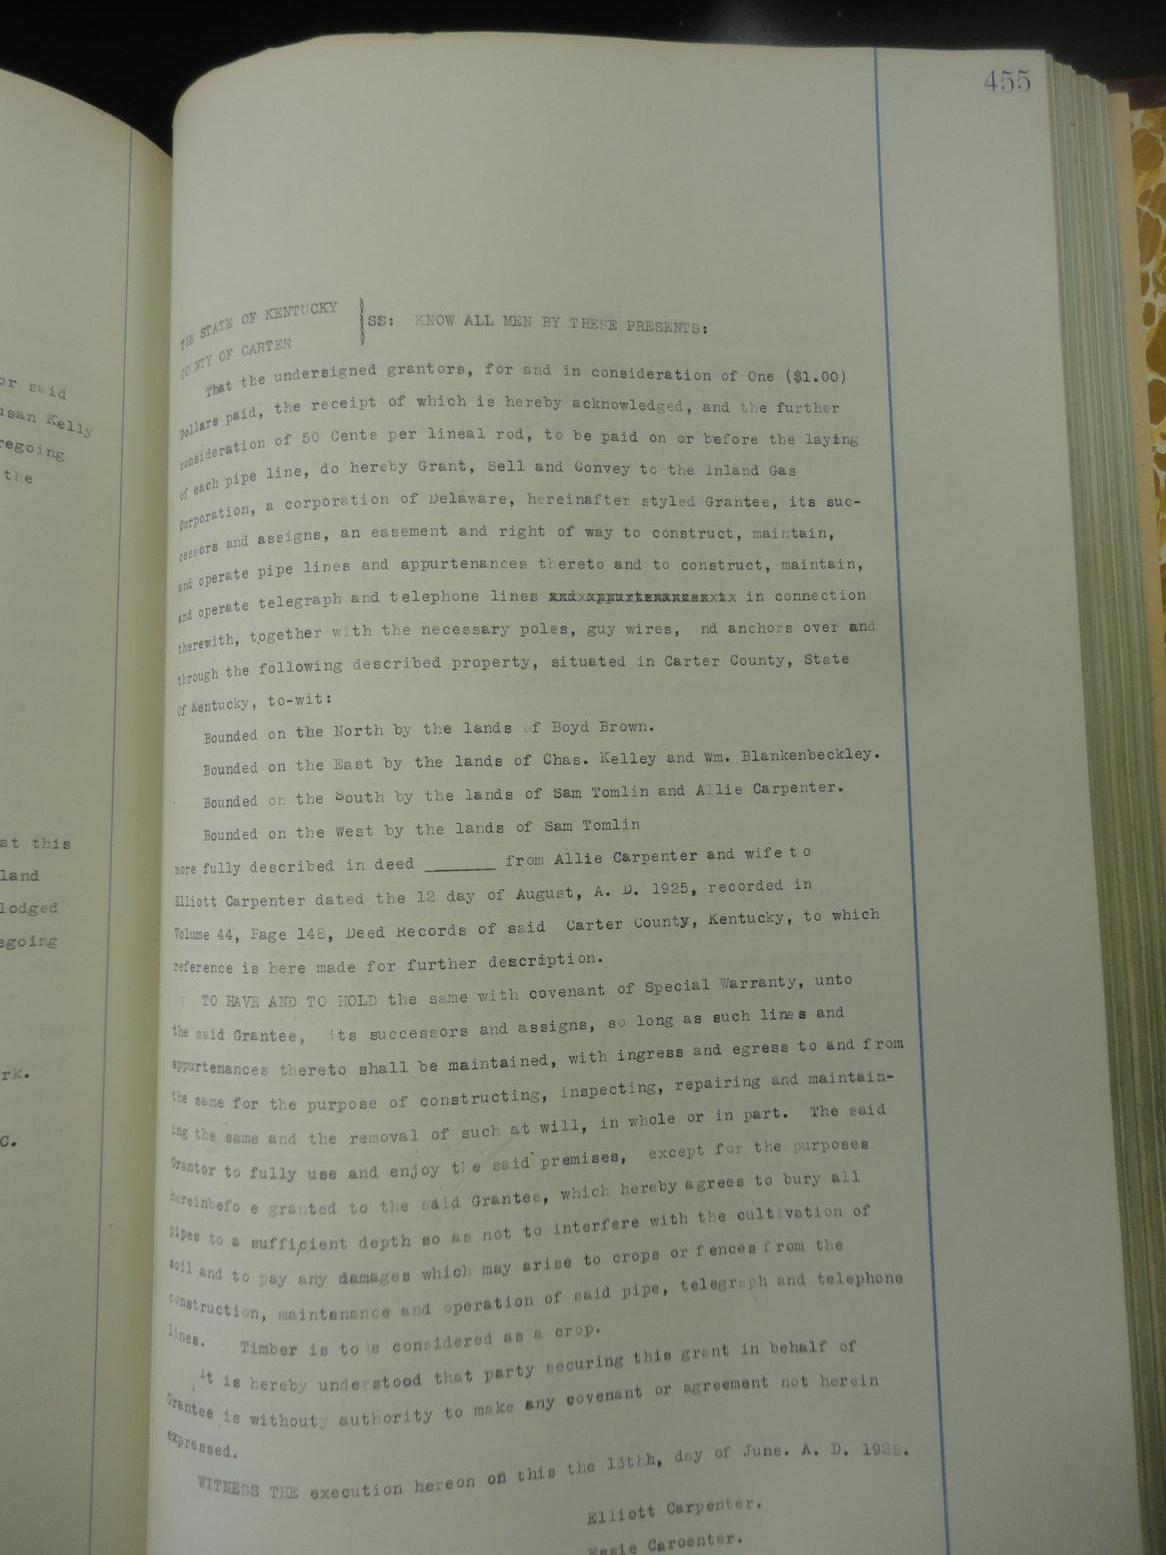 455
or said
usan Kelly
regoing
the
at this
land
lodged
egoing
rk.
C.
THE STATE OF KENTUCKY
SS: KNOW ALL MEN BY THESE PRESENTS:
COUNTY OF CARTER
That the undersigned grantors, for and in consideration of One ($1.00)
Dollars paid, the receipt of which is hereby acknowledged, and the further
consideration of 50 Cents per lineal rod, to be paid on or before the laying
of each pipe line, do hereby Grant, Sell and Convey to the Inland Gas
Corporation, a corporation of Delaware, hereinafter styled Grantee, its suc-
cessors and assigns, an easement and right of way to construct, maintain,
and operate pipe lines and appurtenances thereto and to construct, maintain,
and operate telegraph and telephone lines in connection
therewith, together with the necessary poles, guy wires, nd anchors over and
through the following described property, situated in Carter County, State
Of Kentucky, to-wit:
Bounded on the North by the lands of Boyd Brown.
Bounded on the East by the lands of Chas. Kelley and Wm. Blankenbeckley.
Bounded on the South by the lands of Sam Tomlin and Allie Carpenter.
Bounded on the West by the lands of Sam Tomlin
more fully described in deed _______ from Allie Carpenter and wife to
Elliott Carpenter dated the 12 day of August, A. D. 1925, recorded in
Volume 44, Page 148, Deed Records of said Carter County, Kentucky, to which
reference is here made for further description.
TO HAVE AND TO HOLD the same with covenant of Special Warranty, unto
the said Grantee, its successors and assigns, so long as such lines and
appurtenances thereto shall be maintained, with ingress and egress to and from
the same for the purpose of constructing, inspecting, repairing and maintain-
ing the same and the removal of such at will, in whole or in part. The said
Grantor to fully use and enjoy the said premises, except for the purposes
hereinbefo e granted to the said Grantee, which hereby agrees to bury all
pipes to a sufficient depth so as not to interfere with the cultivation of
soil and to pay any damages which may arise to crops or fences from the
construction, maintenance and operation of said pipe, telegraph and telephone
lines. Timber is to e considered as a crop.
It is hereby understood that party securing this grant in behalf of
Grantee is without authority to make any covenant or agreement not herein
expressed.
WITNESS THE execution hereon on this the 13thh, day of June. A. D.
Elliott Carpenter.
Carpenter.